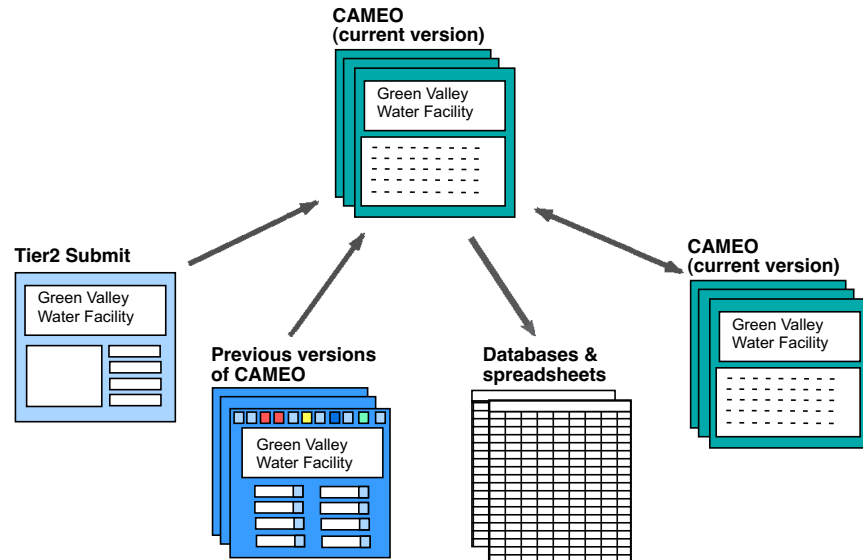 CAMEO
(current version)
Green Valley
Water Facility
Tier2 Submit
Green Valley
Water Facility
Previous versions
of CAMEO
Green Valley
Water Facility
Databases &
spreadsheets
CAMEO
(current version)
Green Valley
Water Facility